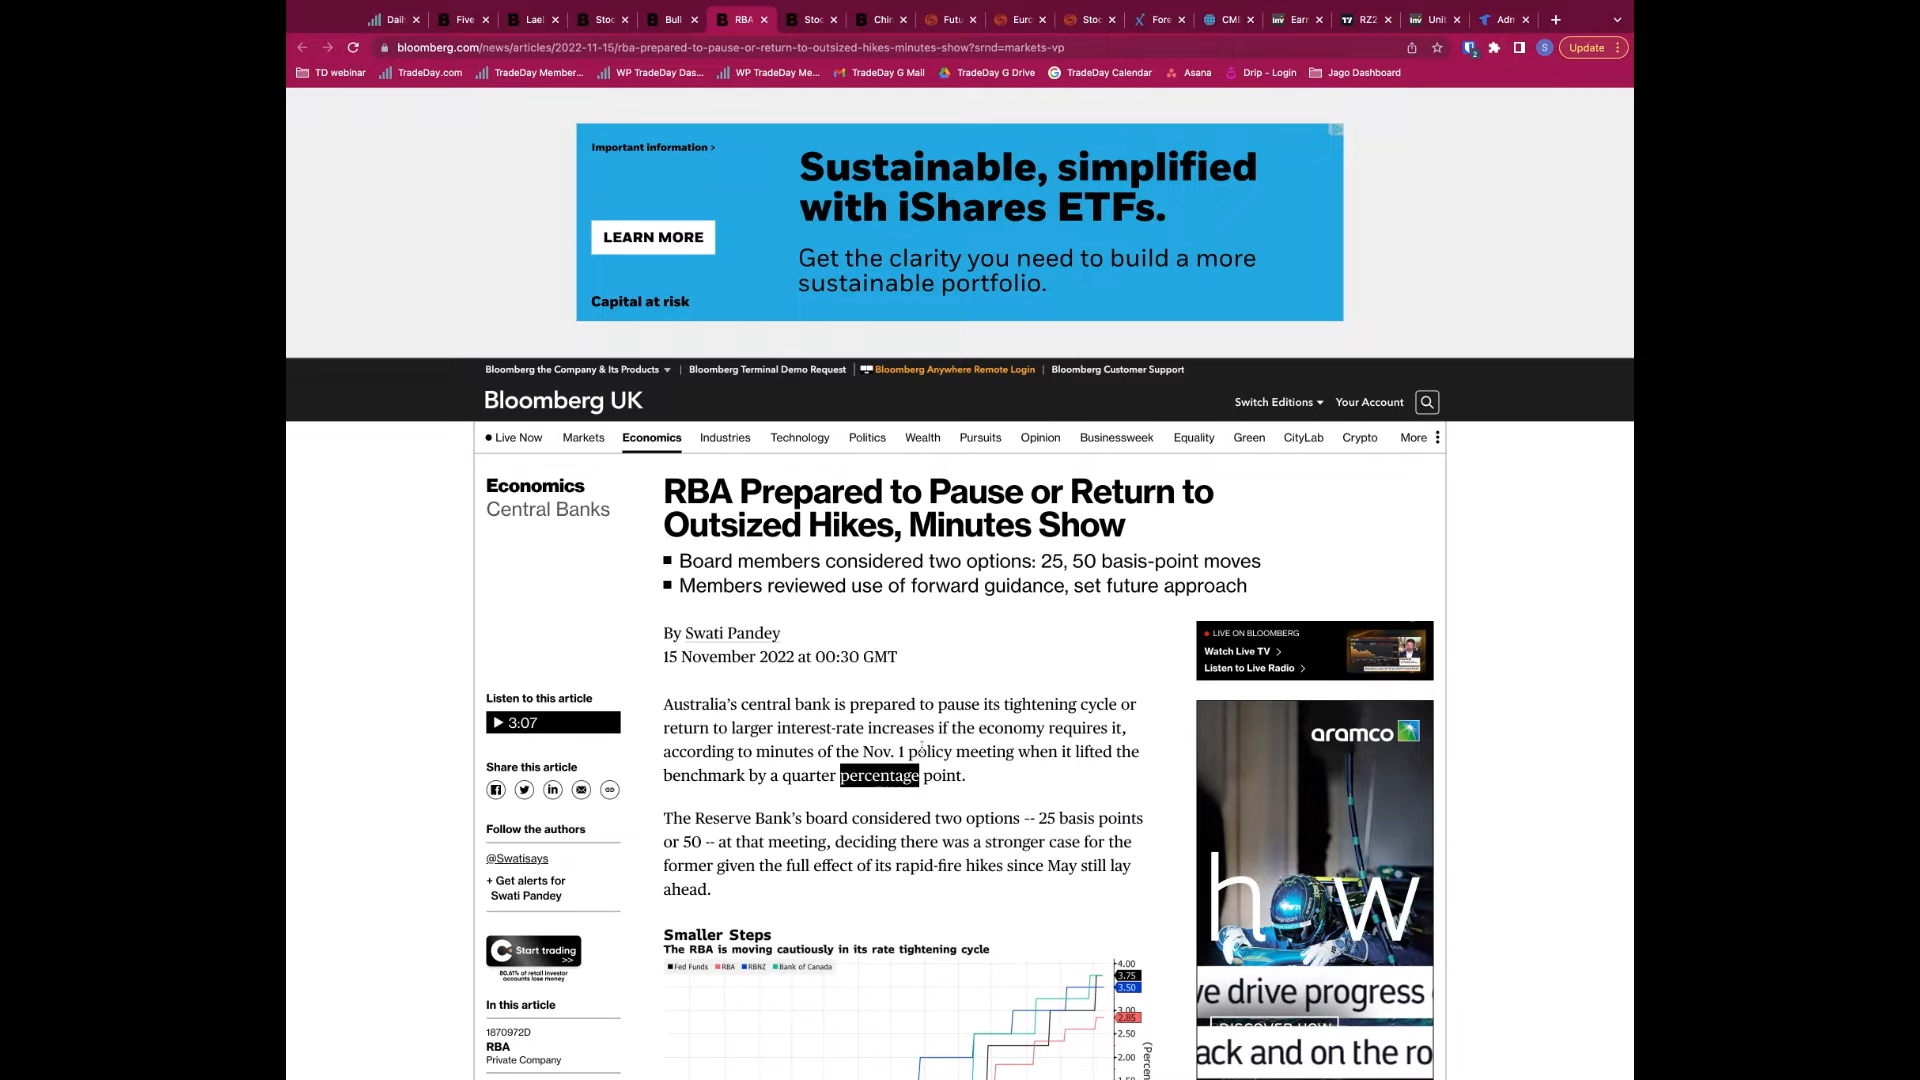 Daily
Five
Lael
Stoc
Bull
RBA
Stoc
Chin
Futu
Euro
Stoc
Fore
CME
Earn
RZ2
Unit
Adm
bloomberg.com/news/articles/2022-11-15/rba-prepared-to-pause-or-return-to-outsized-hikes-minutes-show?srnd=markets-vp
2
S
Update
TD webinar
TradeDay.com
TradeDay Member...
WP TradeDay Das...
WP TradeDay Me...
TradeDay G Mail
TradeDay G Drive
TradeDay Calendar
Asana
Drip - Login
Jago Dashboard
Important information >
Sustainable, simplified
with iShares ETFs.
LEARN MORE
Get the clarity you need to build a more
sustainable portfolio.
Capital at risk
Bloomberg the Company & Its Products
Bloomberg Terminal Demo Request
Bloomberg Anywhere Remote Login
Bloomberg Customer Support
Bloomberg UK
Switch Editions
Your Account
Live Now
Markets
Economics
Industries
Technology
Politics
Wealth
Pursuits
Opinion
Businessweek
Equality
Green
CityLab
Crypto
More
Economics
Central Banks
RBA Prepared to Pause or Return to
Outsized Hikes, Minutes Show
Board members considered two options: 25, 50 basis-point moves
Members reviewed use of forward guidance, set future approach
By Swati Pandey
15 November 2022 at 00:30 GMT
LIVE ON BLOOMBERG
Watch Live TV >
Listen to Live Radio >
Listen to this article
3:07
Share this article
Follow the authors
@Swatisays
+ Get alerts for
Swati Pandey
Start trading
>>
80.61% of retail investor
accounts lose money
In this article
1870972D
RBA
Private Company
Australia's central bank is prepared to pause its tightening cycle or
return to larger interest-rate increases if the economy requires it,
according to minutes of the Nov. 1 policy meeting when it lifted the
benchmark by a quarter percentage point.
The Reserve Bank's board considered two options -- 25 basis points
or 50 -- at that meeting, deciding there was a stronger case for the
former given the full effect of its rapid-fire hikes since May still lay
ahead.
Smaller Steps
The RBA is moving cautiously in its rate tightening cycle
Fed Funds
RBA
RBNZ
Bank of Canada
4.00
3.75
3.50
3.00
2.85
2.50
2.00
(Percen
aramco
how
ve drive progress
DISCOVER HOW
ack and on the ro